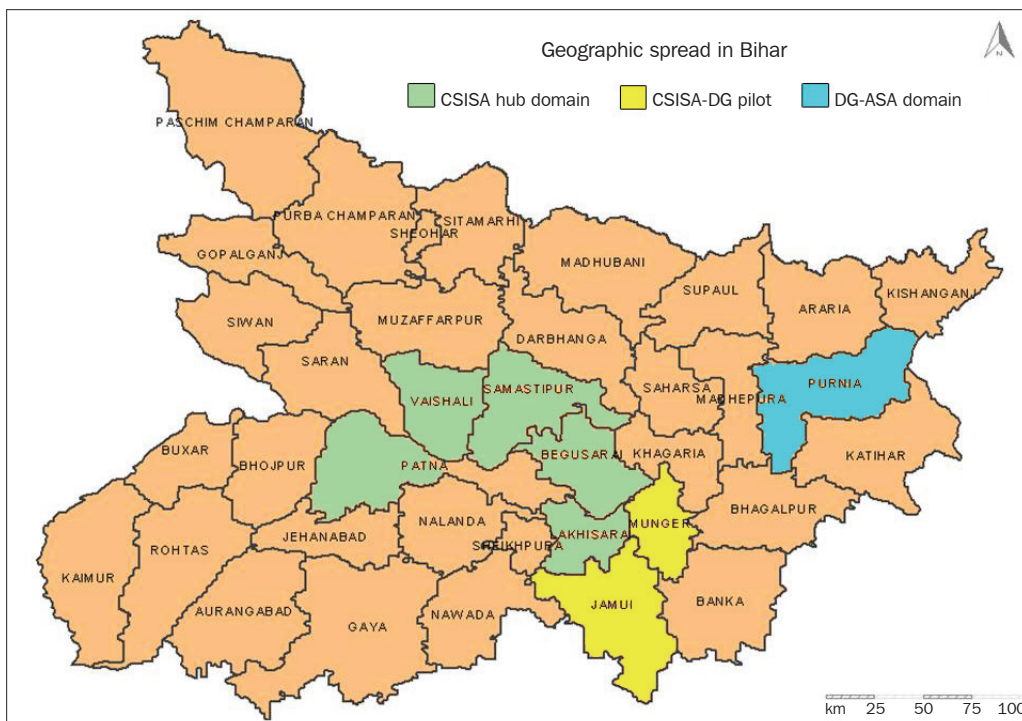 Geographic spread in Bihar
N
CSISA hub domain
CSISA-DG pilot
DG-ASA domain
PASCHIM CHAMPARAN
PURBA CHAMPARAN
SITAMARHI
SHEOHAR
GOPALGANJ
MADHUBANI
SUPAUL
ARARIA
KISHANGANJ
SIWAN
MUZAFFARPUR
DARBHANGA
SARAN
VAISHALI
SAMASTIPUR
SAHARSA
MADHEPURA
PURNIA
BUXAR
BHOJPUR
PATNA
BEGUSARAI
KHAGARIA
KATIHAR
NALANDA
MUNGER
BHAGALPUR
JEHANABAD
SHEIKHPURA
AKHISARA
ROHTAS
KAIMUR
AURANGABAD
GAYA
NAWADA
JAMUI
BANKA
km 25 50 75 100